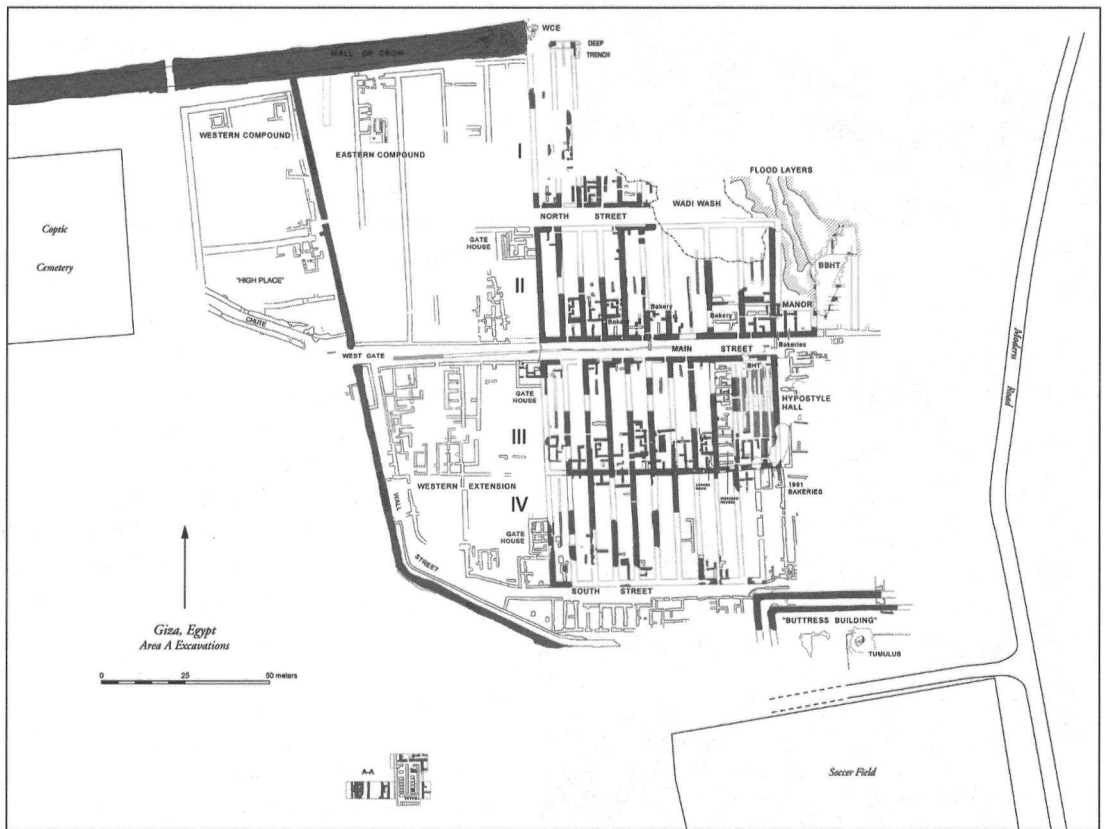 WCE
DEEP
TRENCH
WALL OF CROW
WESTERN COMPOUND
EASTERN COMPOUND
I
FLOOD LAYERS
WADI WASH
NORTH STREET
Coptic
Cemetery
GATE
HOUSE
BBHT
"HIGH PLACE"
II
MANOR
CHUTE
Bakery
Bakery
Bakery
Bakeries
MAIN STREET
WEST GATE
BHT
GATE
HOUSE
HYPOSTYLE
HALL
Modern
Road
III
WESTERN EXTENSION
1991
BAKERIES
WALL
STREET
IV
GATE
HOUSE
SOUTH STREET
"BUTTRESS BUILDING"
TUMULUS
Giza, Egypt
Area A Excavations
0 25 50 meters
A-A
Soccer Field